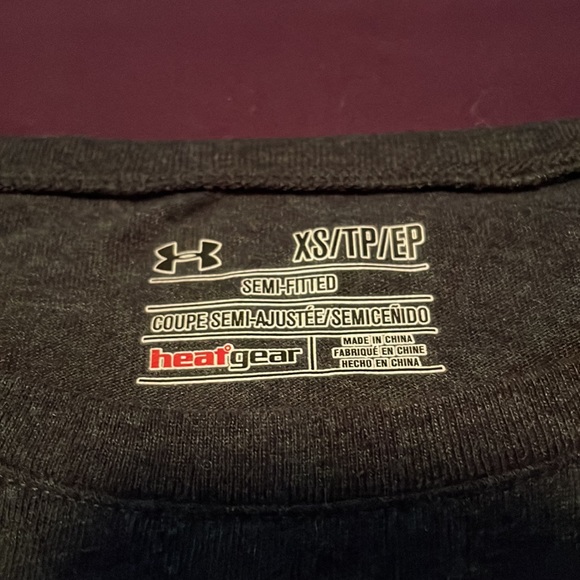 XS/TP/EP
SEMI-FITTED
COUPE SEMI-AJUSTÉE/SEMICEÑIDO
heatgear
MADE IN CHINA
FABRIQUÉ EN CHINE
HECHO EN CHINA